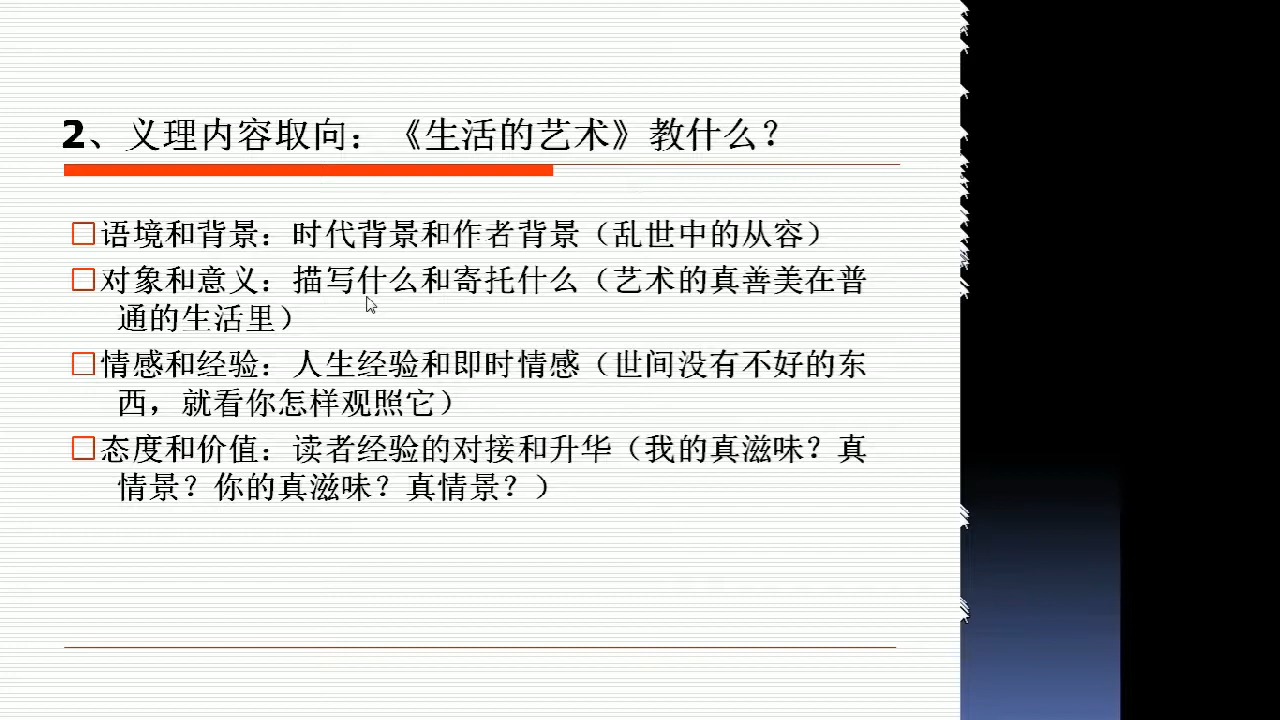 2、义理内容取向：《生活的艺术》教什么？
语境和背景：时代背景和作者背景（乱世中的从容）
对象和意义：描写什么和寄托什么（艺术的真善美在普
通的生活里）
情感和经验：人生经验和即时情感（世间没有不好的东
西，就看你怎样观照它）
态度和价值：读者经验的对接和升华（我的真滋味？真
情景？你的真滋味？真情景？）